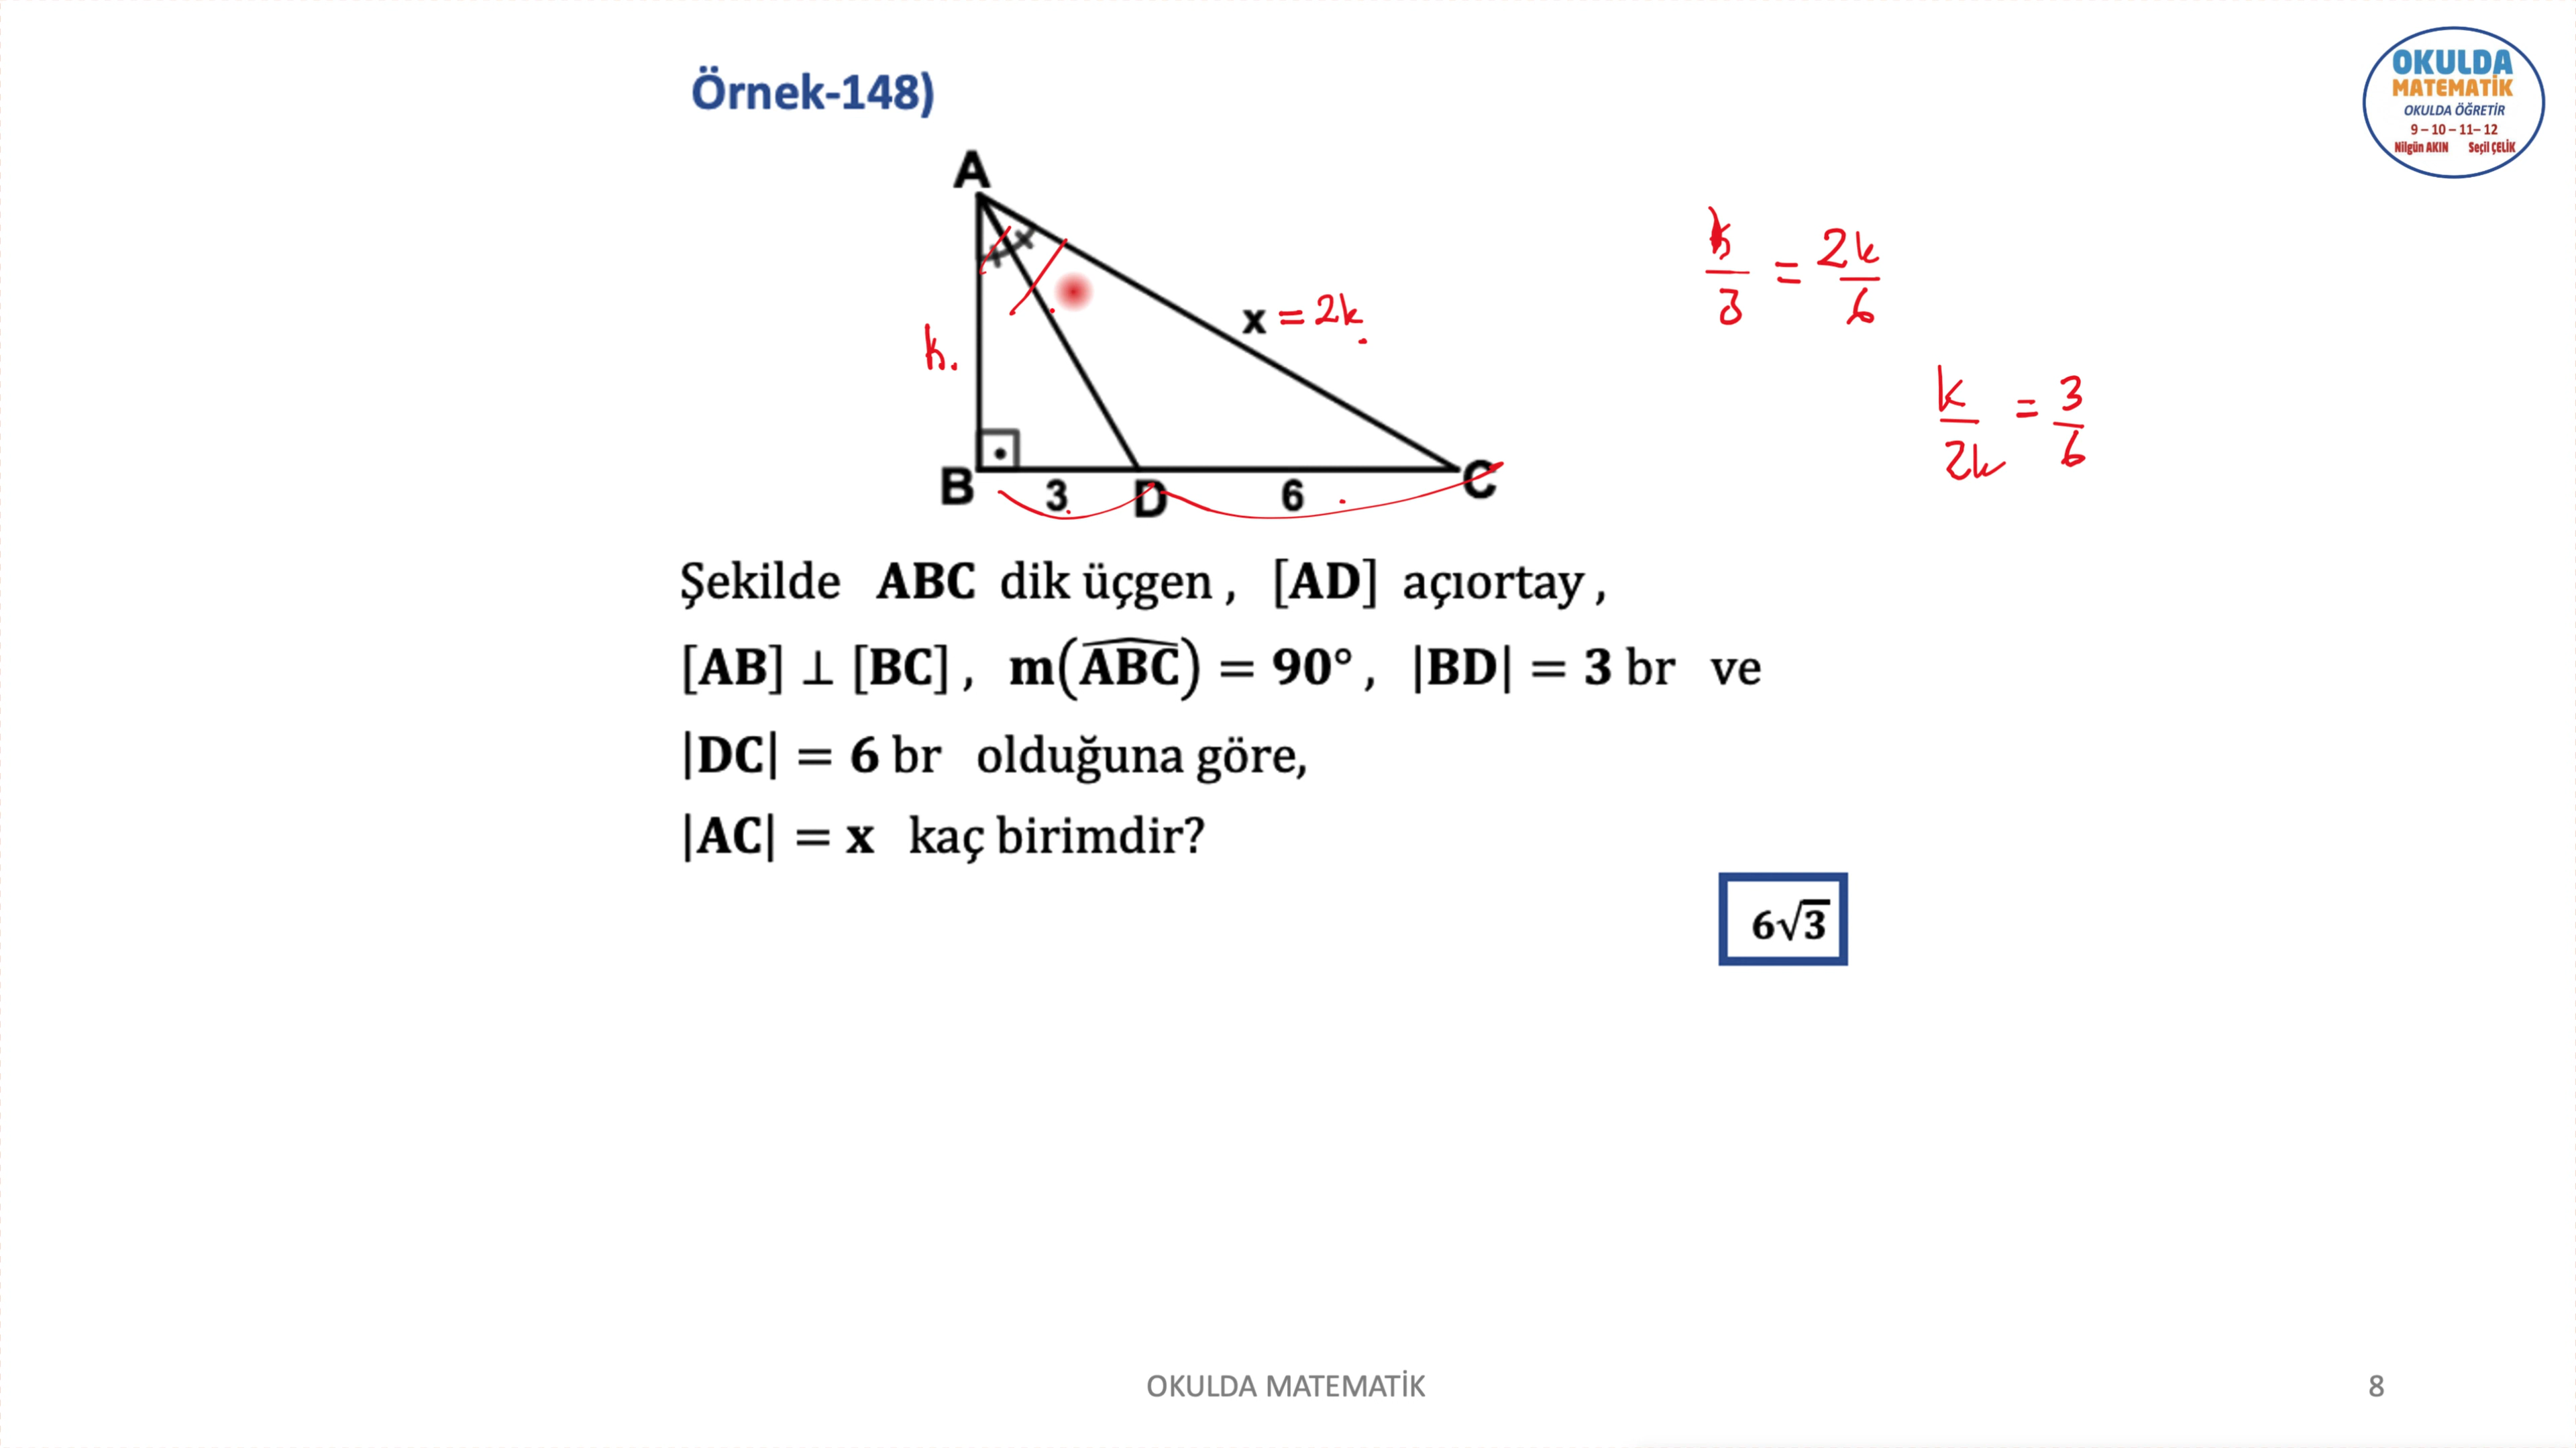 OKULDA
MATEMATİK
OKULDA ÖĞRETİR
9 – 10 – 11– 12
Nilgün AKIN Seçil ÇELİK
Örnek-148)
A
x = 2k
k
B
3
D
6
C
k/3 = 2k/6
k/2k = 3/6
Şekilde ABC dik üçgen , [AD] açıortay ,
[AB] ⊥ [BC] , m(ABC) = 90° , |BD| = 3 br ve
|DC| = 6 br olduğuna göre,
|AC| = x kaç birimdir?
6√3
OKULDA MATEMATİK
8